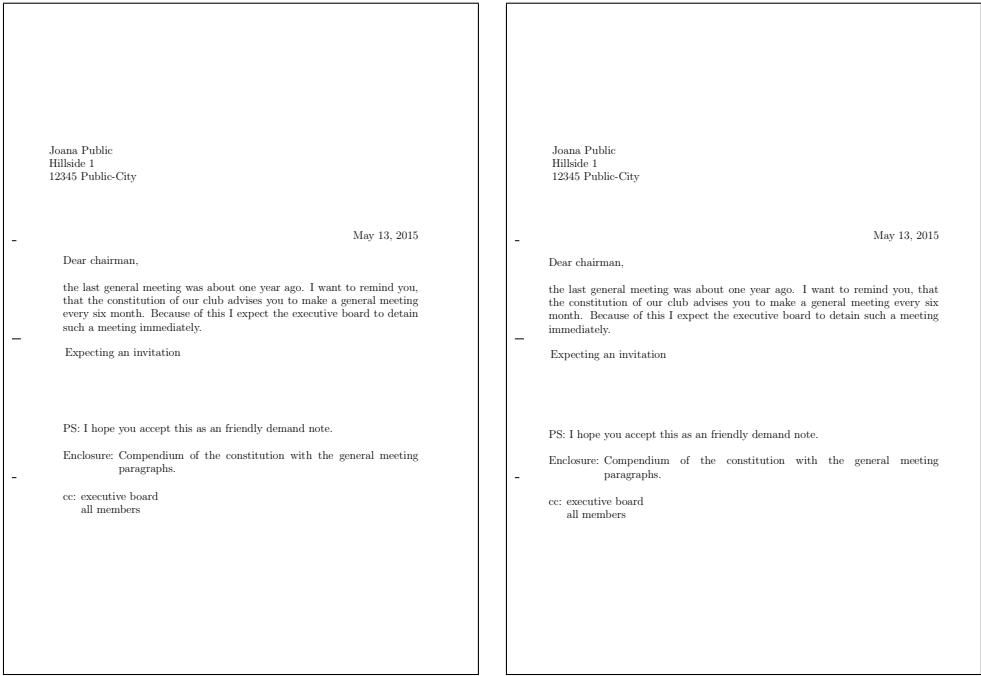 Joana Public
Hillside 1
12345 Public-City
May 13, 2015
Dear chairman,
the last general meeting was about one year ago. I want to remind you,
that the constitution of our club advises you to make a general meeting
every six month. Because of this I expect the executive board to detain
such a meeting immediately.
Expecting an invitation
PS: I hope you accept this as an friendly demand note.
Enclosure: Compendium of the constitution with the general meeting
paragraphs.
cc: executive board
all members
Joana Public
Hillside 1
12345 Public-City
May 13, 2015
Dear chairman,
the last general meeting was about one year ago. I want to remind you, that
the constitution of our club advises you to make a general meeting every six
month. Because of this I expect the executive board to detain such a meeting
immediately.
Expecting an invitation
PS: I hope you accept this as an friendly demand note.
Enclosure: Compendium of the constitution with the general meeting
paragraphs.
cc: executive board
all members